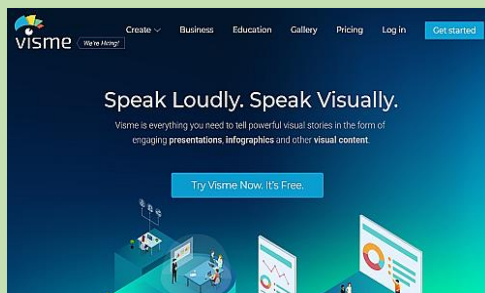 visme
We're Hiring!
Create Business Education Gallery Pricing Log in Get started
Speak Loudly. Speak Visually.
Visme is everything you need to tell powerful visual stories in the form of
engaging presentations, infographics and other visual content.
Try Visme Now. It's Free.